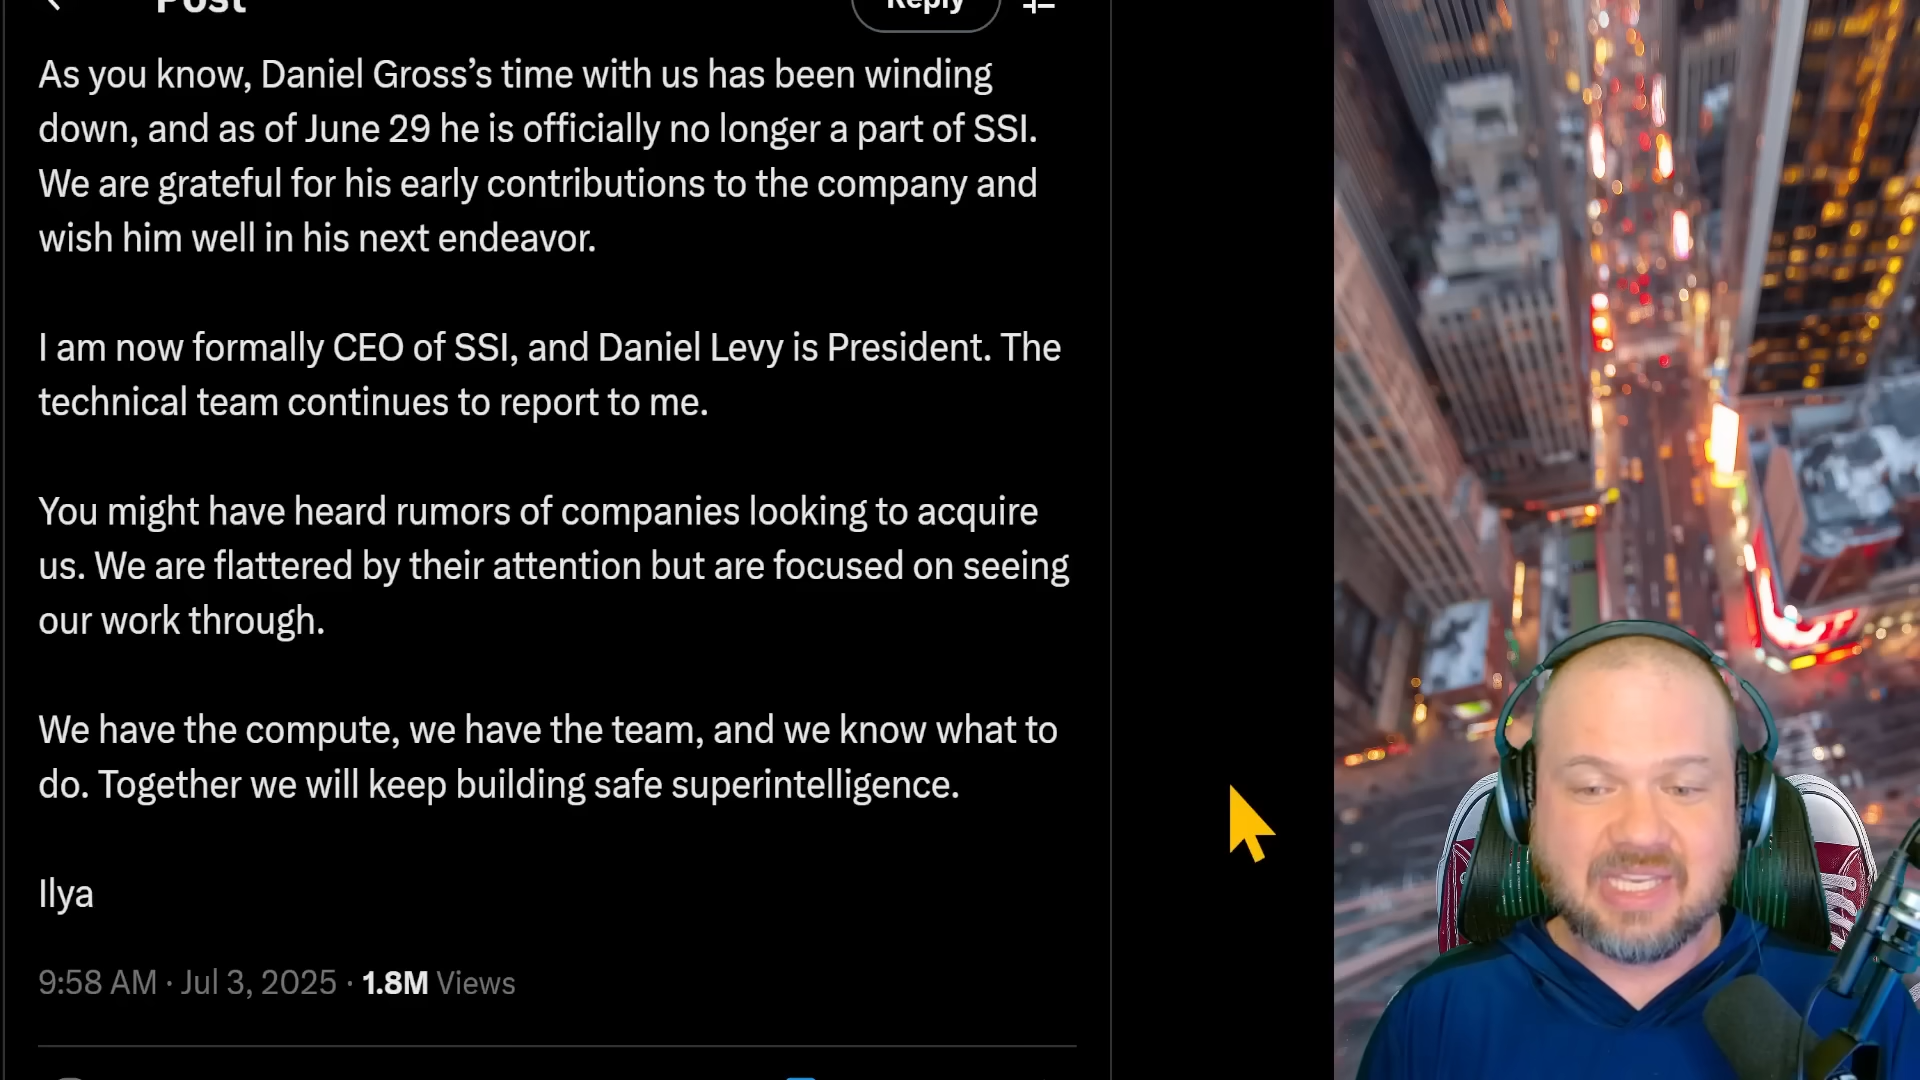 Post
Reply
As you know, Daniel Gross’s time with us has been winding
down, and as of June 29 he is officially no longer a part of SSI.
We are grateful for his early contributions to the company and
wish him well in his next endeavor.
I am now formally CEO of SSI, and Daniel Levy is President. The
technical team continues to report to me.
You might have heard rumors of companies looking to acquire
us. We are flattered by their attention but are focused on seeing
our work through.
We have the compute, we have the team, and we know what to
do. Together we will keep building safe superintelligence.
Ilya
9:58 AM · Jul 3, 2025 · 1.8M Views